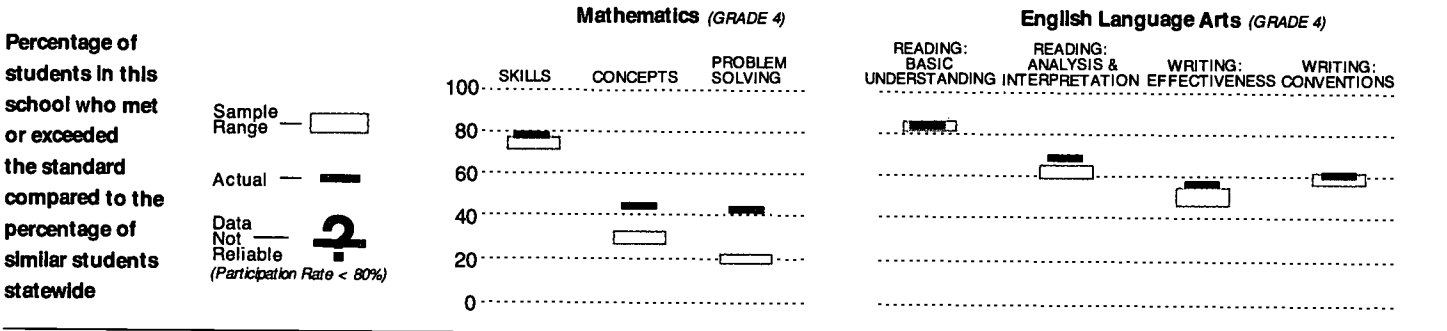 Percentage of
students in this
school who met
or exceeded
the standard
compared to the
percentage of
similar students
statewide
Sample
Range
Actual
Data
Not
Reliable
?
(Participation Rate < 80%)
Mathematics (GRADE 4)
SKILLS
CONCEPTS
PROBLEM
SOLVING
100
80
60
40
20
0
English Language Arts (GRADE 4)
READING:
BASIC
UNDERSTANDING
READING:
ANALYSIS &
INTERPRETATION
WRITING:
EFFECTIVENESS
WRITING:
CONVENTIONS